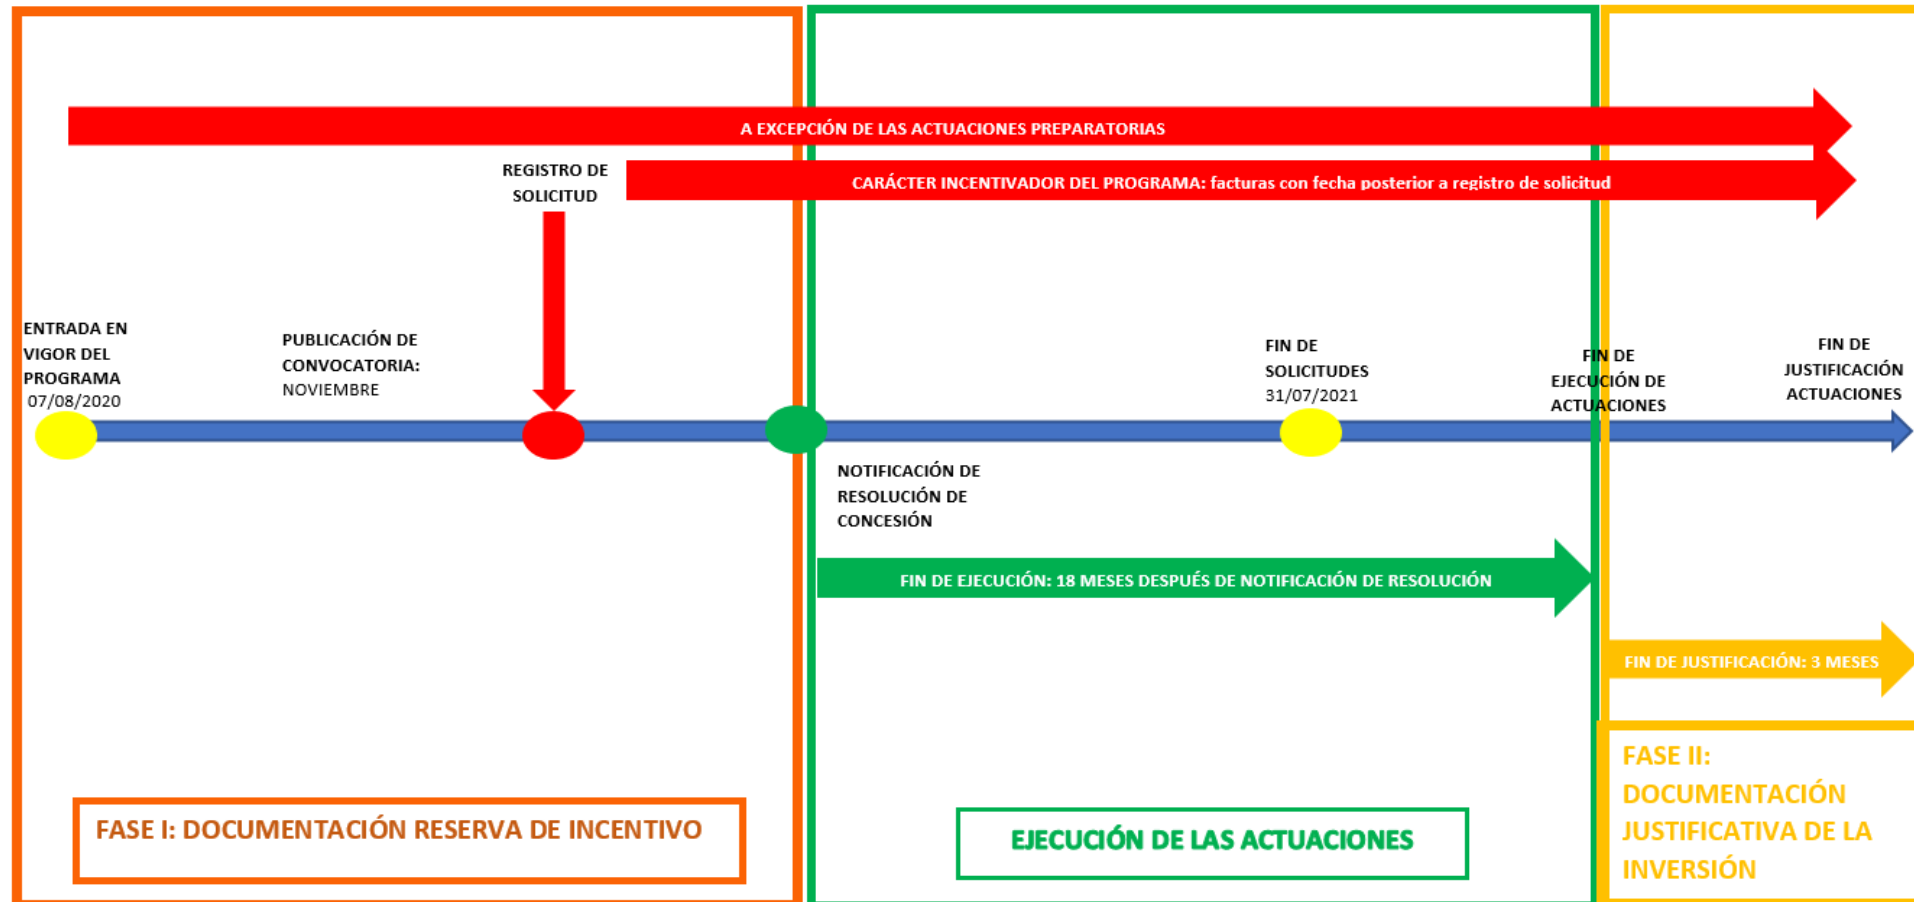 A EXCEPCIÓN DE LAS ACTUACIONES PREPARATORIAS
REGISTRO DE
SOLICITUD
CARÁCTER INCENTIVADOR DEL PROGRAMA: facturas con fecha posterior a registro de solicitud
ENTRADA EN
VIGOR DEL
PROGRAMA
07/08/2020
PUBLICACIÓN DE
CONVOCATORIA:
NOVIEMBRE
FIN DE
SOLICITUDES
31/07/2021
FIN DE
EJECUCIÓN DE
ACTUACIONES
FIN DE
JUSTIFICACIÓN
ACTUACIONES
NOTIFICACIÓN DE
RESOLUCIÓN DE
CONCESIÓN
FIN DE EJECUCIÓN: 18 MESES DESPUÉS DE NOTIFICACIÓN DE RESOLUCIÓN
FIN DE JUSTIFICACIÓN: 3 MESES
FASE I: DOCUMENTACIÓN RESERVA DE INCENTIVO
EJECUCIÓN DE LAS ACTUACIONES
FASE II:
DOCUMENTACIÓN
JUSTIFICATIVA DE LA
INVERSIÓN